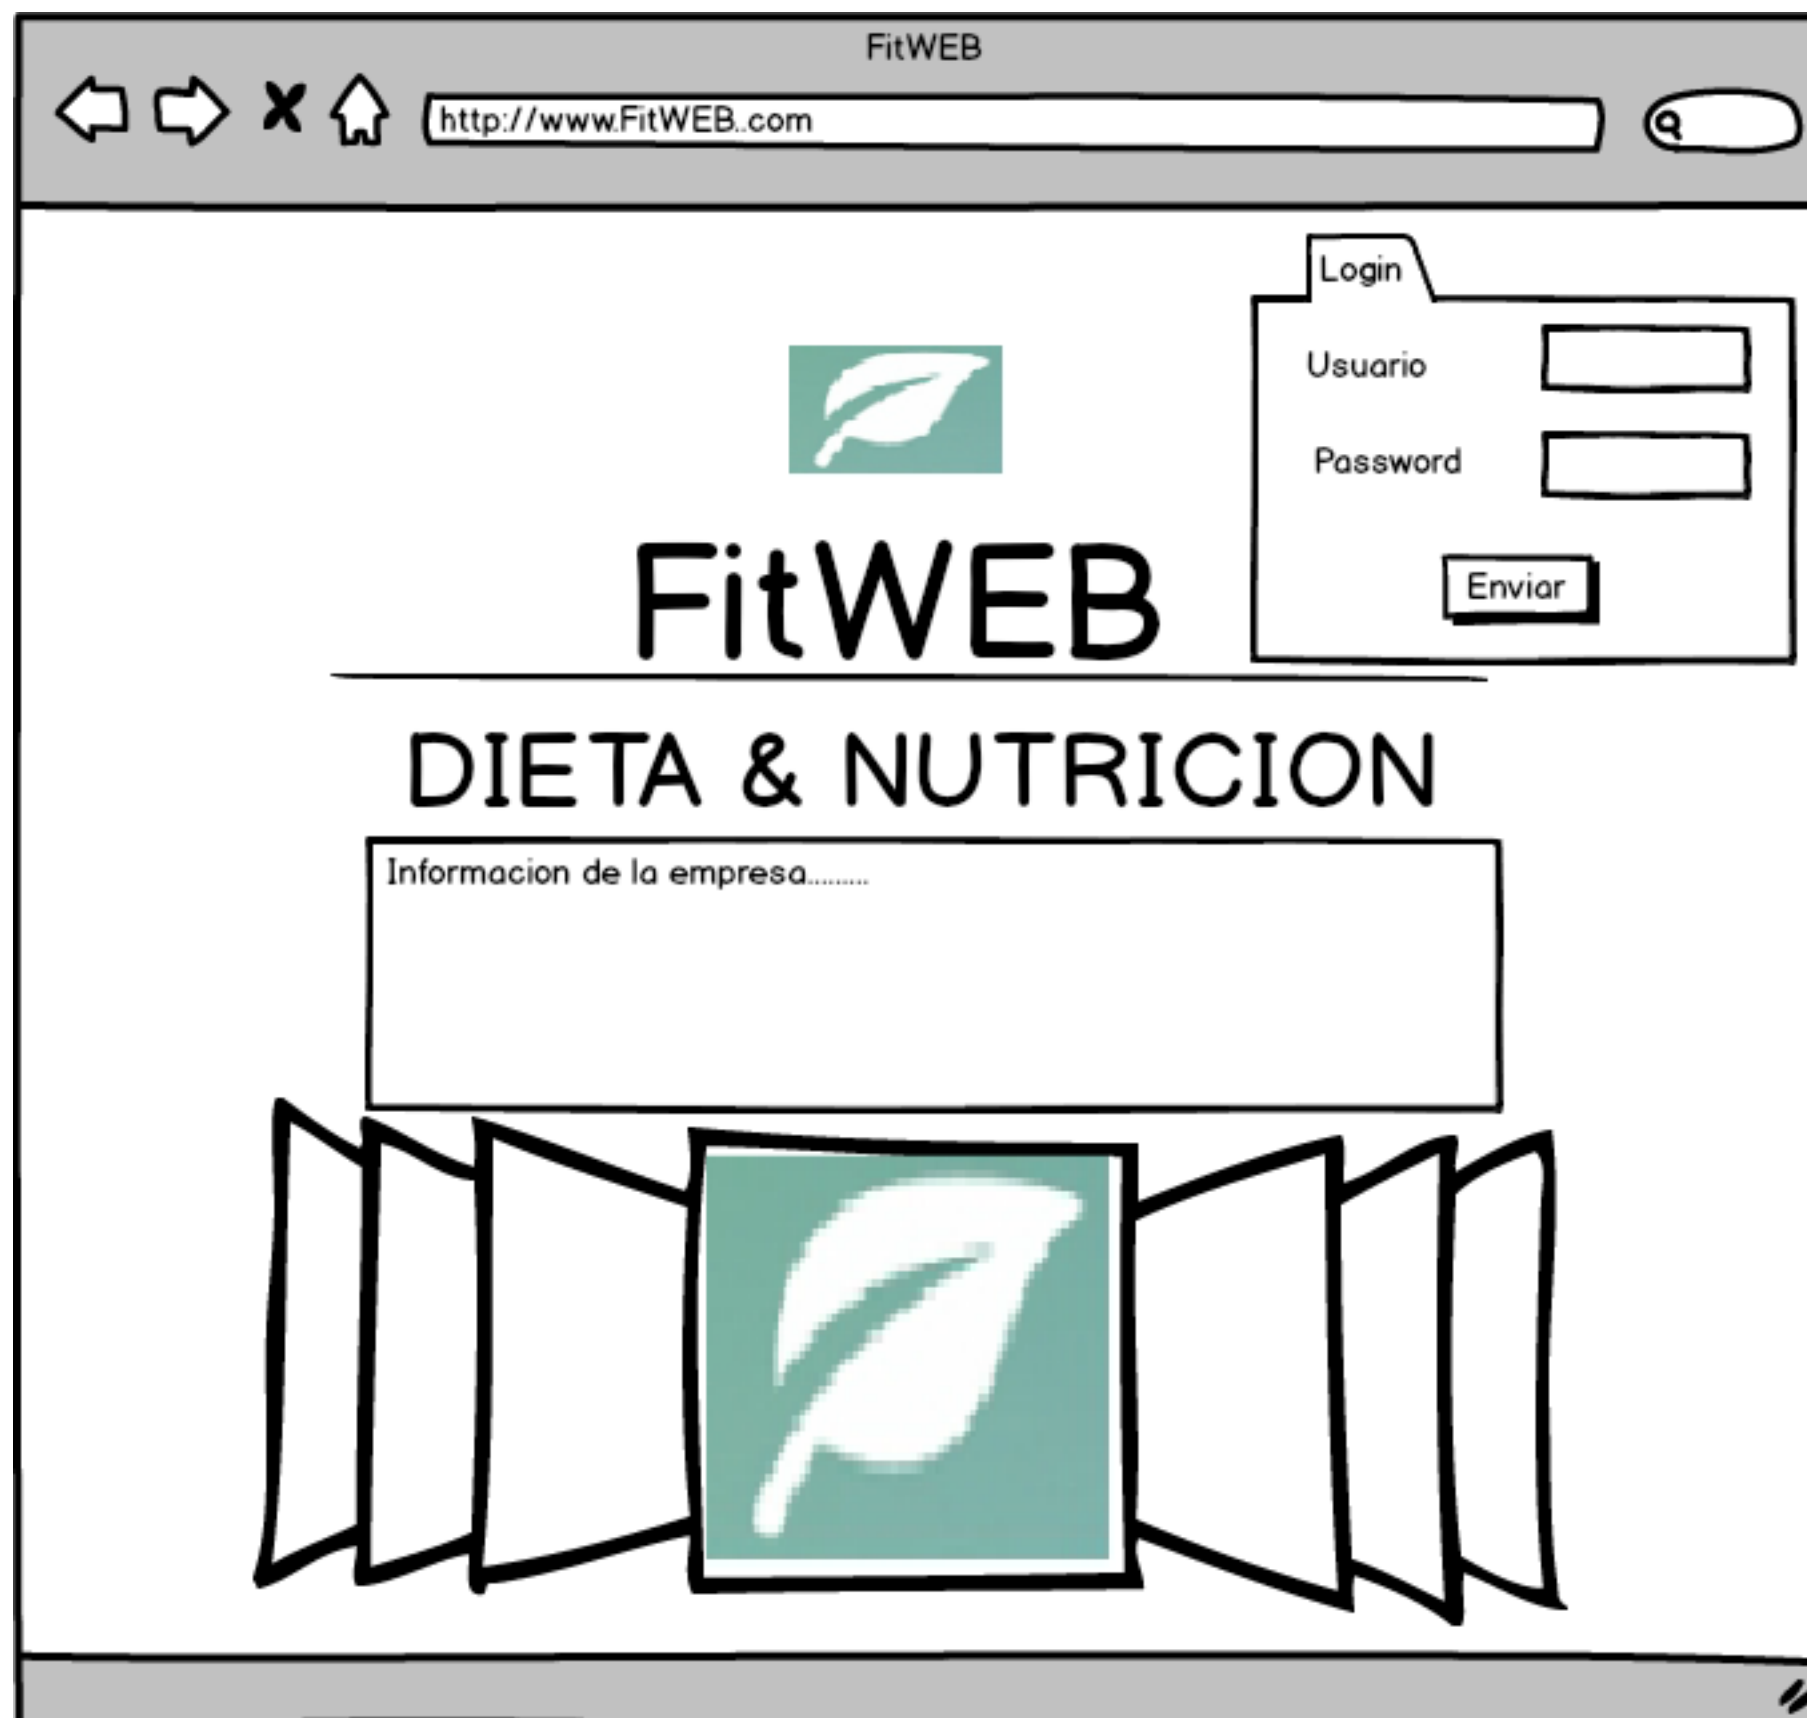 FitWEB
http://www.FitWEB..com
Login
Usuario
Password
Enviar
FitWEB
DIETA & NUTRICION
Informacion de la empresa.........